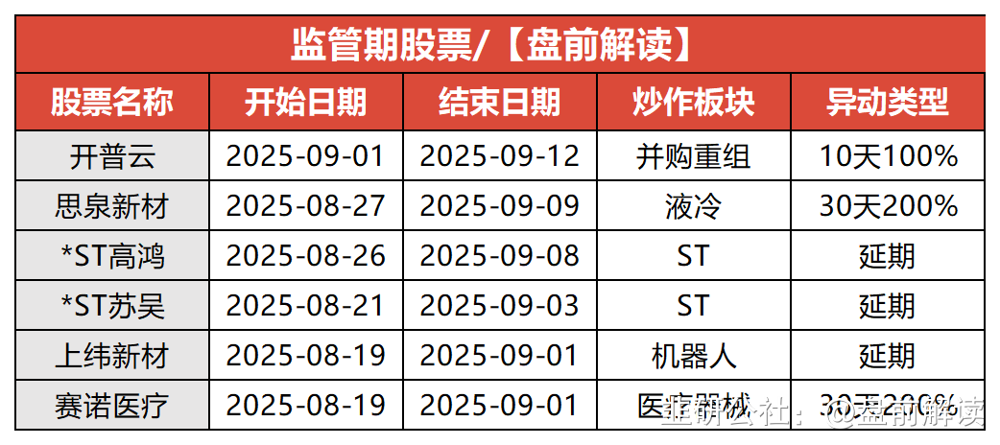 监管期股票/【盘前解读】
股票名称 开始日期 结束日期 炒作板块 异动类型
开普云 2025-09-01 2025-09-12 并购重组 10天100%
思泉新材 2025-08-27 2025-09-09 液冷 30天200%
*ST高鸿 2025-08-26 2025-09-08 ST 延期
*ST苏吴 2025-08-21 2025-09-03 ST 延期
上纬新材 2025-08-19 2025-09-01 机器人 延期
赛诺医疗 2025-08-19 2025-09-01 医疗器械 30天200%
韭研公社：@盘前解读